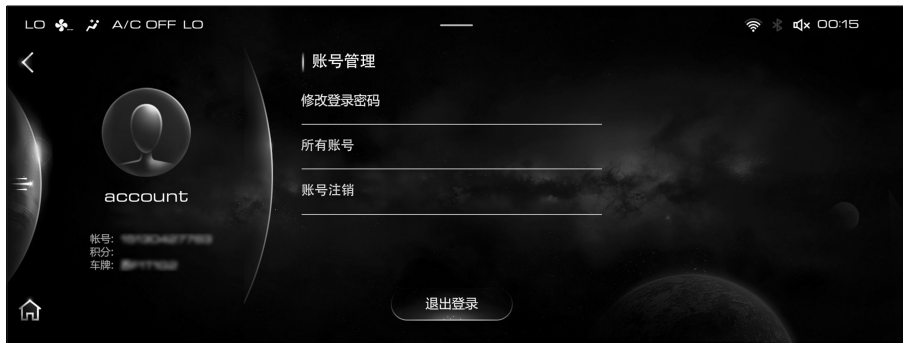 LO A/C OFF LO 00:15
账号管理
修改登录密码
所有账号
账号注销
account
帐号:
积分:
车牌:
退出登录